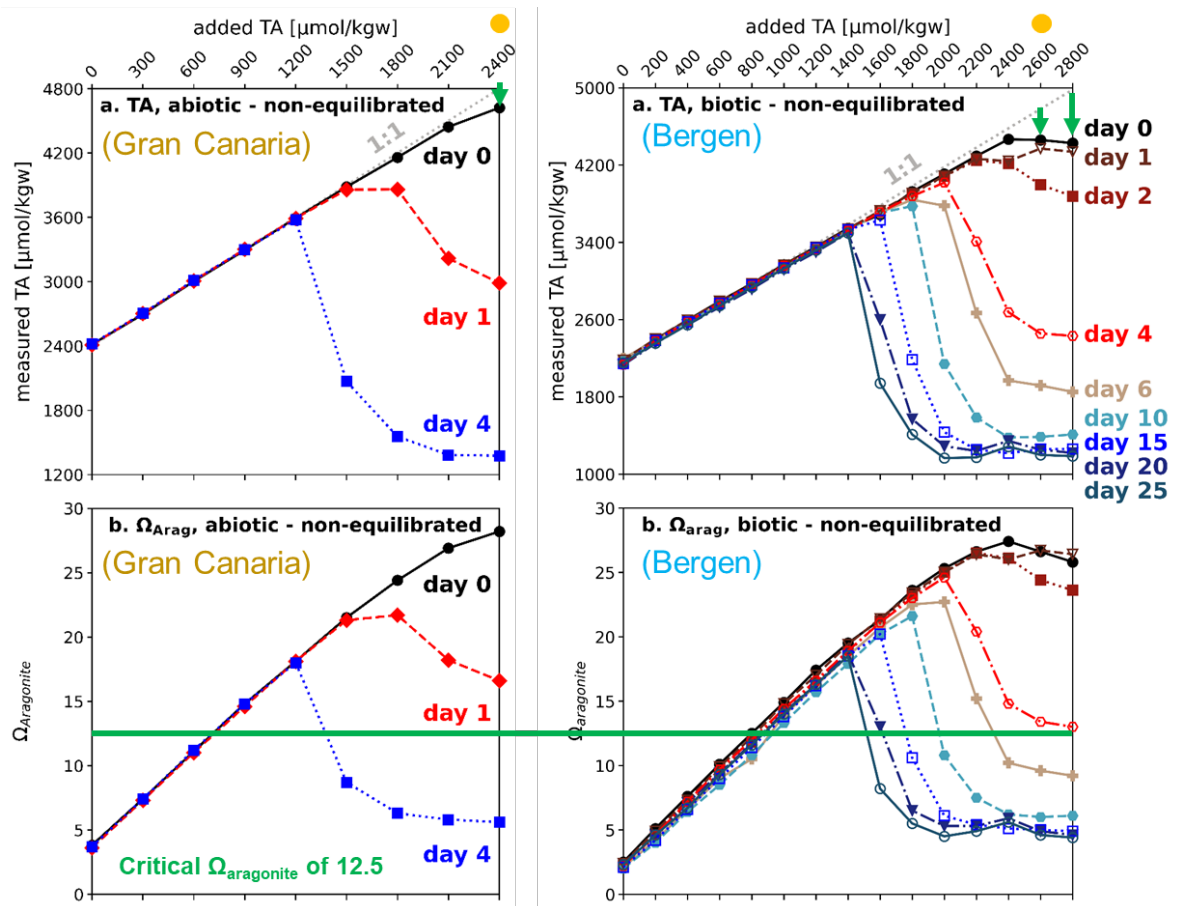 added TA [µmol/kgw]
0 300 600 900 1200 1500 1800 2100 2400
a. TA, abiotic - non-equilibrated
(Gran Canaria)
1:1
day 0
day 1
day 4
measured TA [µmol/kgw]
4800
4200
3600
3000
2400
1800
1200
added TA [µmol/kgw]
0 200 400 600 800 1000 1200 1400 1600 1800 2000 2200 2400 2600 2800
a. TA, biotic - non-equilibrated
(Bergen)
1:1
day 0
day 1
day 2
day 4
day 6
day 10
day 15
day 20
day 25
measured TA [µmol/kgw]
5000
4200
3400
2600
1800
1000
b. ΩArag, abiotic - non-equilibrated
(Gran Canaria)
day 0
day 1
day 4
Critical Ωaragonite of 12.5
ΩAragonite
30
25
20
15
10
5
0
b. Ωarag, biotic - non-equilibrated
(Bergen)
Ωaragonite
30
25
20
15
10
5
0